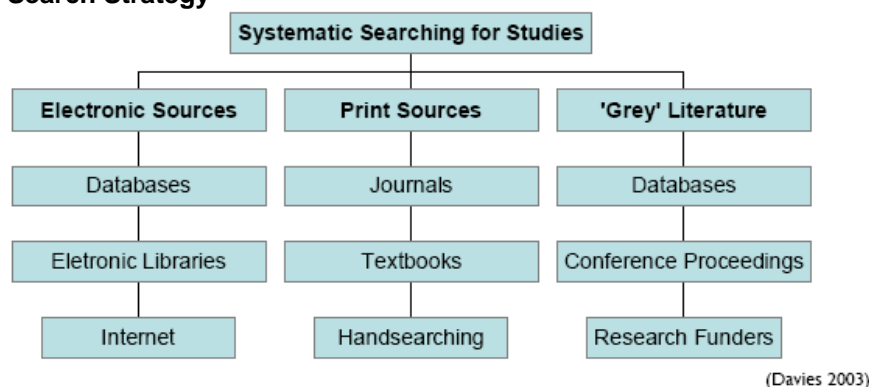 Search Strategy
Systematic Searching for Studies
Electronic Sources
Print Sources
'Grey' Literature
Databases
Journals
Databases
Eletronic Libraries
Textbooks
Conference Proceedings
Internet
Handsearching
Research Funders
(Davies 2003)